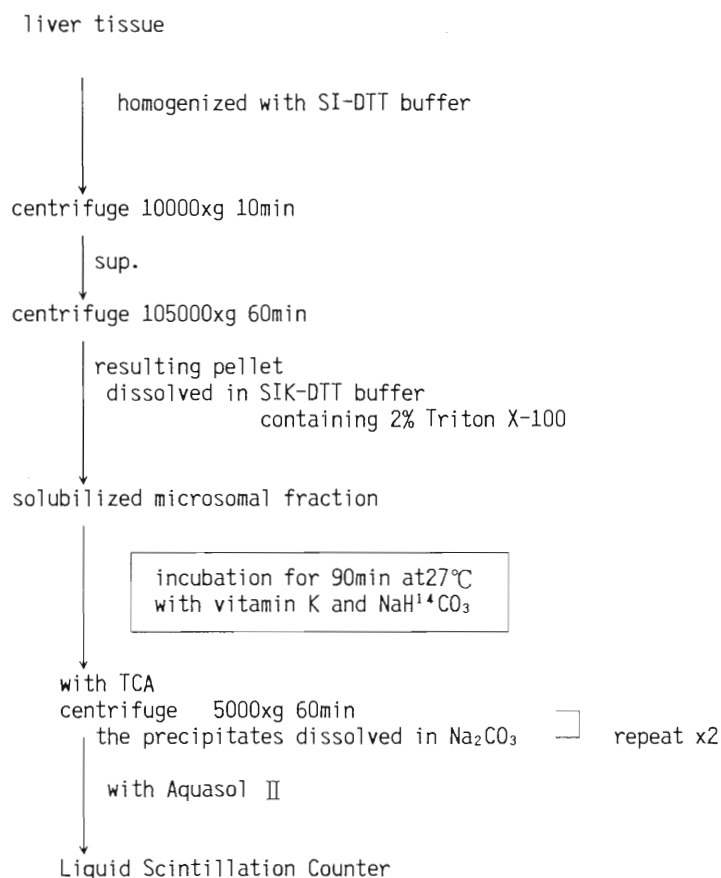 liver tissue
homogenized with SI-DTT buffer
centrifuge 10000xg 10min
sup.
centrifuge 105000xg 60min
resulting pellet
dissolved in SIK-DTT buffer
containing 2% Triton X-100
solubilized microsomal fraction
incubation for 90min at27℃
with vitamin K and NaH¹⁴CO₃
with TCA
centrifuge 5000xg 60min
the precipitates dissolved in Na₂CO₃ repeat x2
with Aquasol Ⅱ
Liquid Scintillation Counter